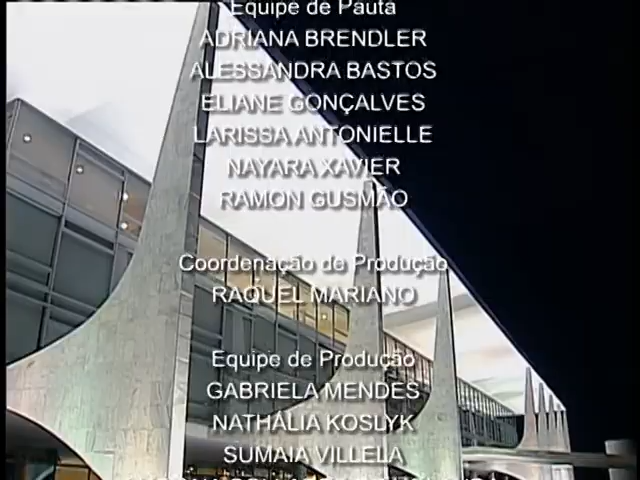 Equipe de Pauta
ADRIANA BRENDLER
ALESSANDRA BASTOS
ELIANE GONÇALVES
LARISSA ANTONIELLE
NAYARA XAVIER
RAMON GUSMÃO
Coordenação de Produção
RAQUEL MARIANO
Equipe de Produção
GABRIELA MENDES
NATHÁLIA KOSLYK
SUMAIA VILLELA